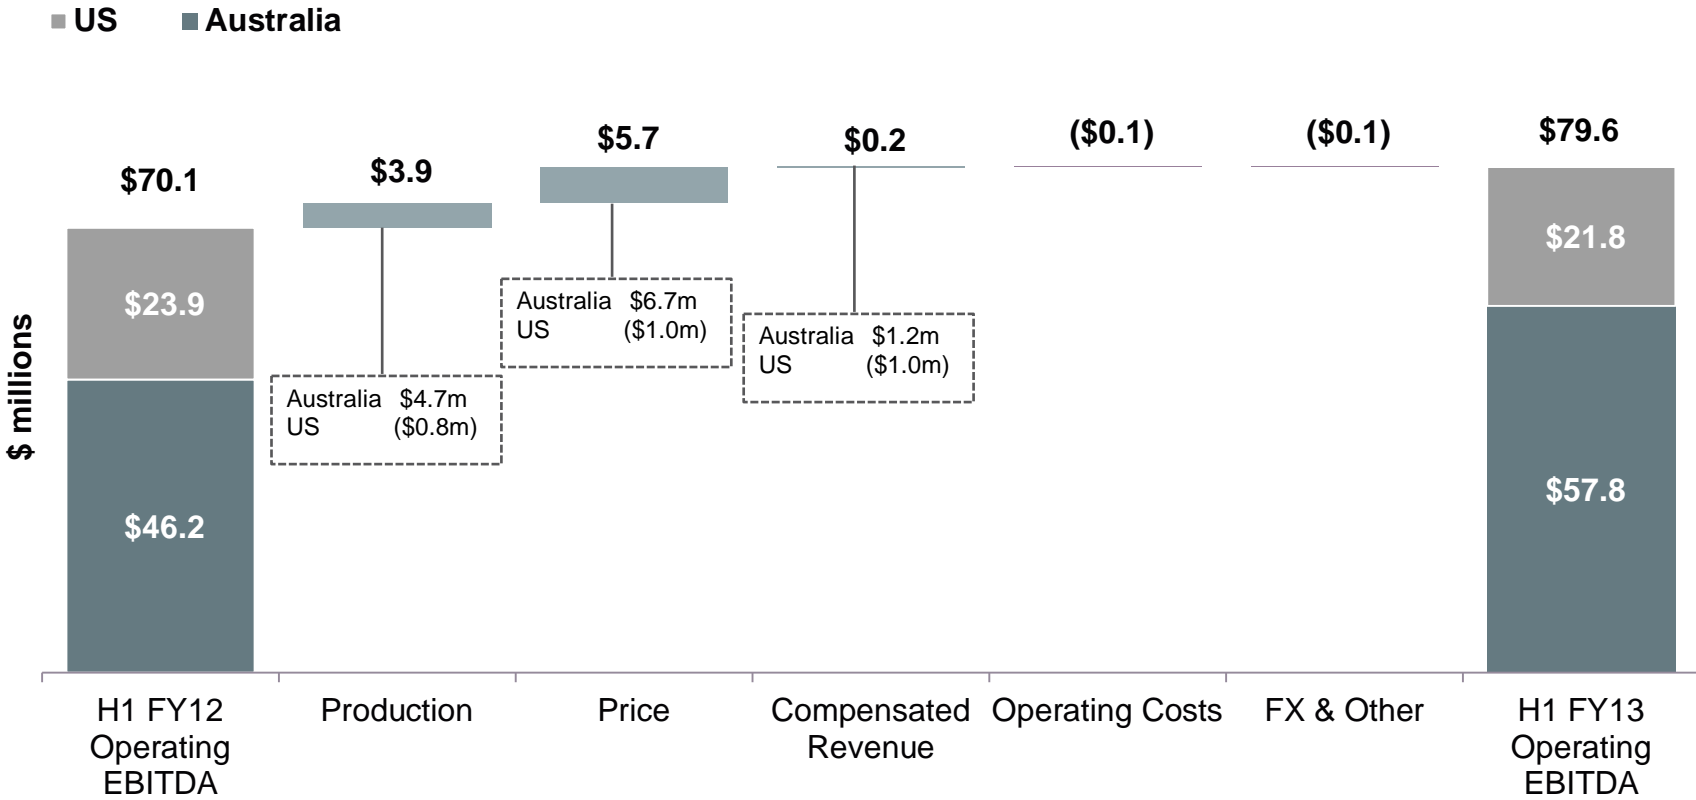 US Australia
$70.1
$3.9
$5.7
$0.2
($0.1)
($0.1)
$79.6
$23.9
$46.2
Australia $4.7m
US ($0.8m)
Australia $6.7m
US ($1.0m)
Australia $1.2m
US ($1.0m)
$21.8
$57.8
$ millions
H1 FY12
Operating
EBITDA
Production
Price
Compensated
Revenue
Operating Costs
FX & Other
H1 FY13
Operating
EBITDA